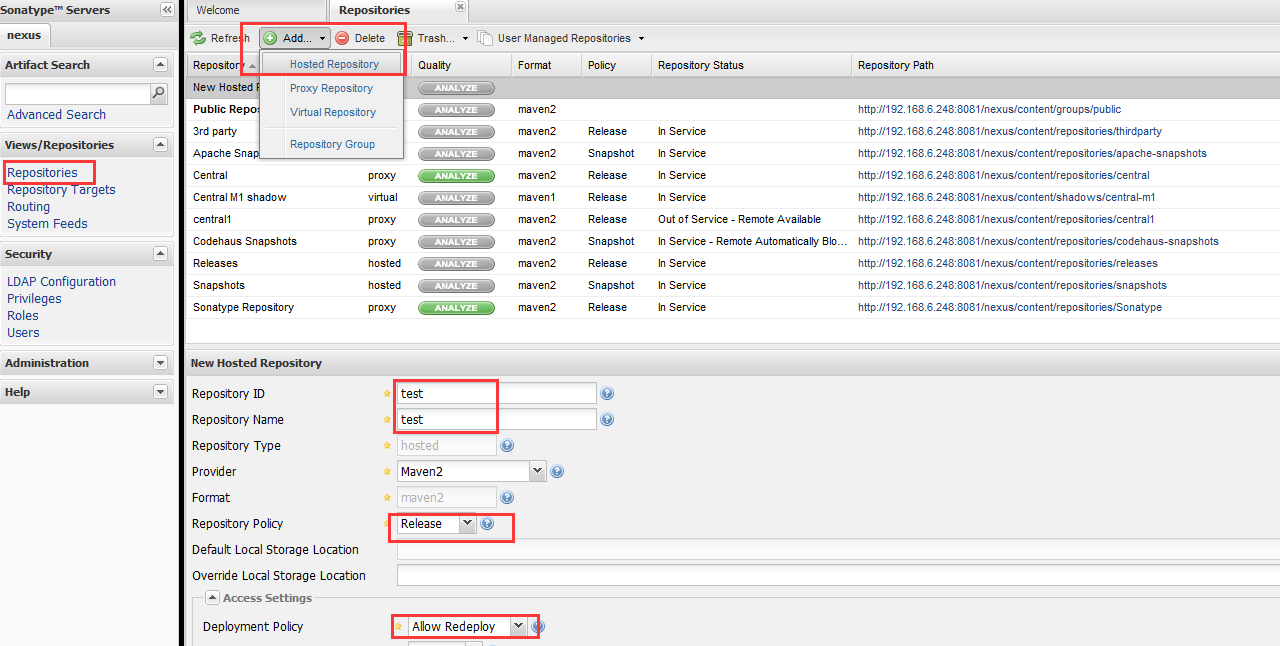 Sonatype™ Servers
nexus
Artifact Search
Advanced Search
Views/Repositories
Repositories
Repository Targets
Routing
System Feeds
Security
LDAP Configuration
Privileges
Roles
Users
Administration
Help
Welcome Repositories
Refresh Add... Delete Trash... User Managed Repositories
Hosted Repository
Proxy Repository
Virtual Repository
Repository Group
Repository Quality Format Policy Repository Status Repository Path
New Hosted ANALYZE
Public Repos ANALYZE maven2 http://192.168.6.248:8081/nexus/content/groups/public
3rd party ANALYZE maven2 Release In Service http://192.168.6.248:8081/nexus/content/repositories/thirdparty
Apache Snap ANALYZE maven2 Snapshot In Service http://192.168.6.248:8081/nexus/content/repositories/apache-snapshots
Central proxy ANALYZE maven2 Release In Service http://192.168.6.248:8081/nexus/content/repositories/central
Central M1 shadow virtual ANALYZE maven1 Release In Service http://192.168.6.248:8081/nexus/content/shadows/central-m1
central1 proxy ANALYZE maven2 Release Out of Service - Remote Available http://192.168.6.248:8081/nexus/content/repositories/central1
Codehaus Snapshots proxy ANALYZE maven2 Snapshot In Service - Remote Automatically Blo... http://192.168.6.248:8081/nexus/content/repositories/codehaus-snapshots
Releases hosted ANALYZE maven2 Release In Service http://192.168.6.248:8081/nexus/content/repositories/releases
Snapshots hosted ANALYZE maven2 Snapshot In Service http://192.168.6.248:8081/nexus/content/repositories/snapshots
Sonatype Repository proxy ANALYZE maven2 Release In Service http://192.168.6.248:8081/nexus/content/repositories/Sonatype
New Hosted Repository
Repository ID test
Repository Name test
Repository Type hosted
Provider Maven2
Format maven2
Repository Policy Release
Default Local Storage Location
Override Local Storage Location
Access Settings
Deployment Policy Allow Redeploy